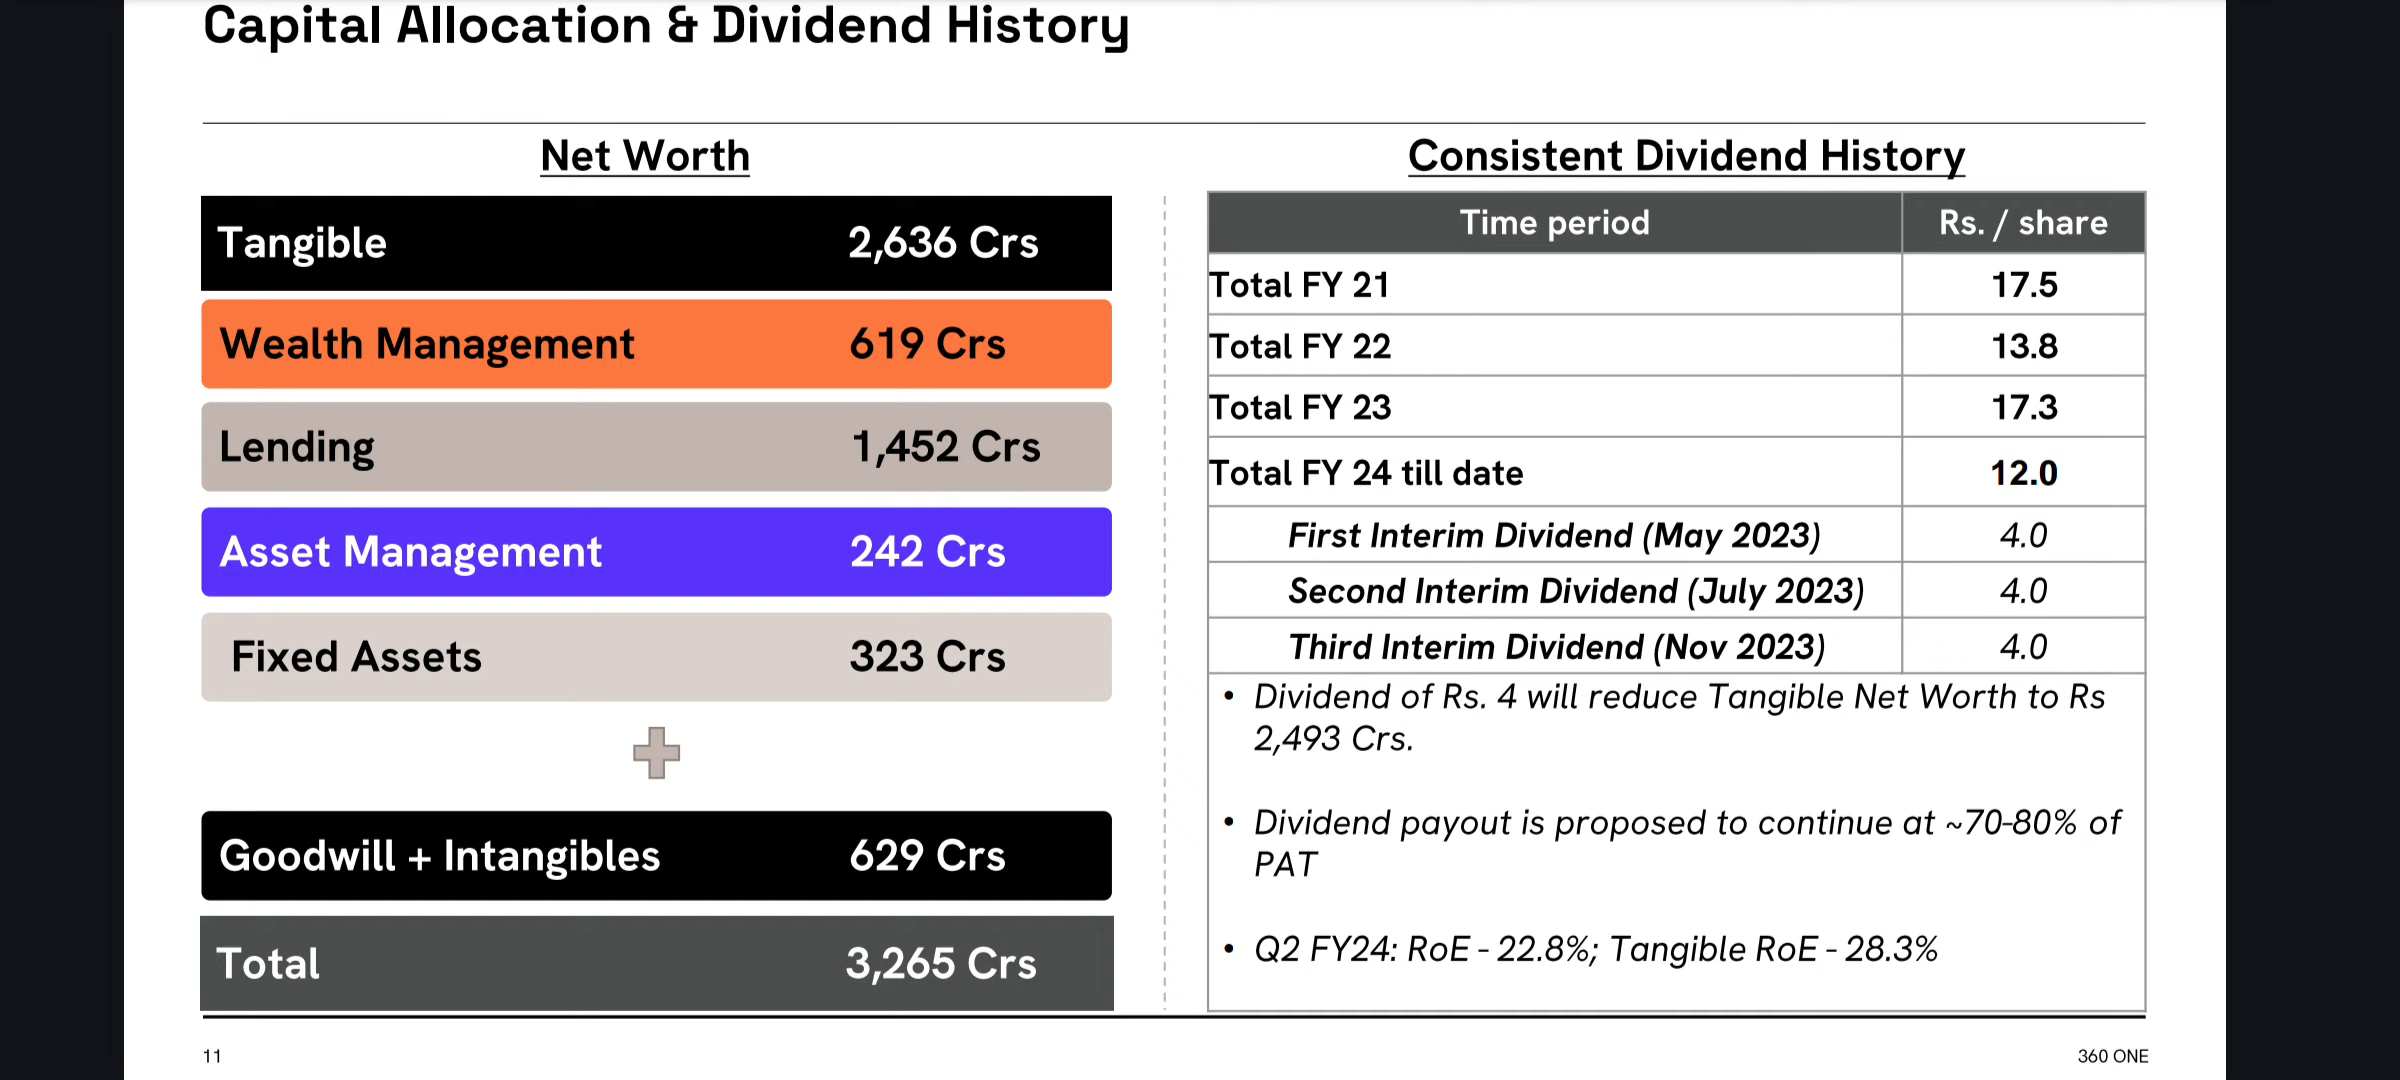 Capital Allocation & Dividend History
Net Worth
Tangible 2,636 Crs
Wealth Management 619 Crs
Lending 1,452 Crs
Asset Management 242 Crs
Fixed Assets 323 Crs
Goodwill + Intangibles 629 Crs
Total 3,265 Crs
Consistent Dividend History
Time period Rs. / share
Total FY 21 17.5
Total FY 22 13.8
Total FY 23 17.3
Total FY 24 till date 12.0
First Interim Dividend (May 2023) 4.0
Second Interim Dividend (July 2023) 4.0
Third Interim Dividend (Nov 2023) 4.0
• Dividend of Rs. 4 will reduce Tangible Net Worth to Rs
2,493 Crs.
• Dividend payout is proposed to continue at ~70-80% of
PAT
• Q2 FY24: RoE - 22.8%; Tangible RoE - 28.3%
11
360 ONE